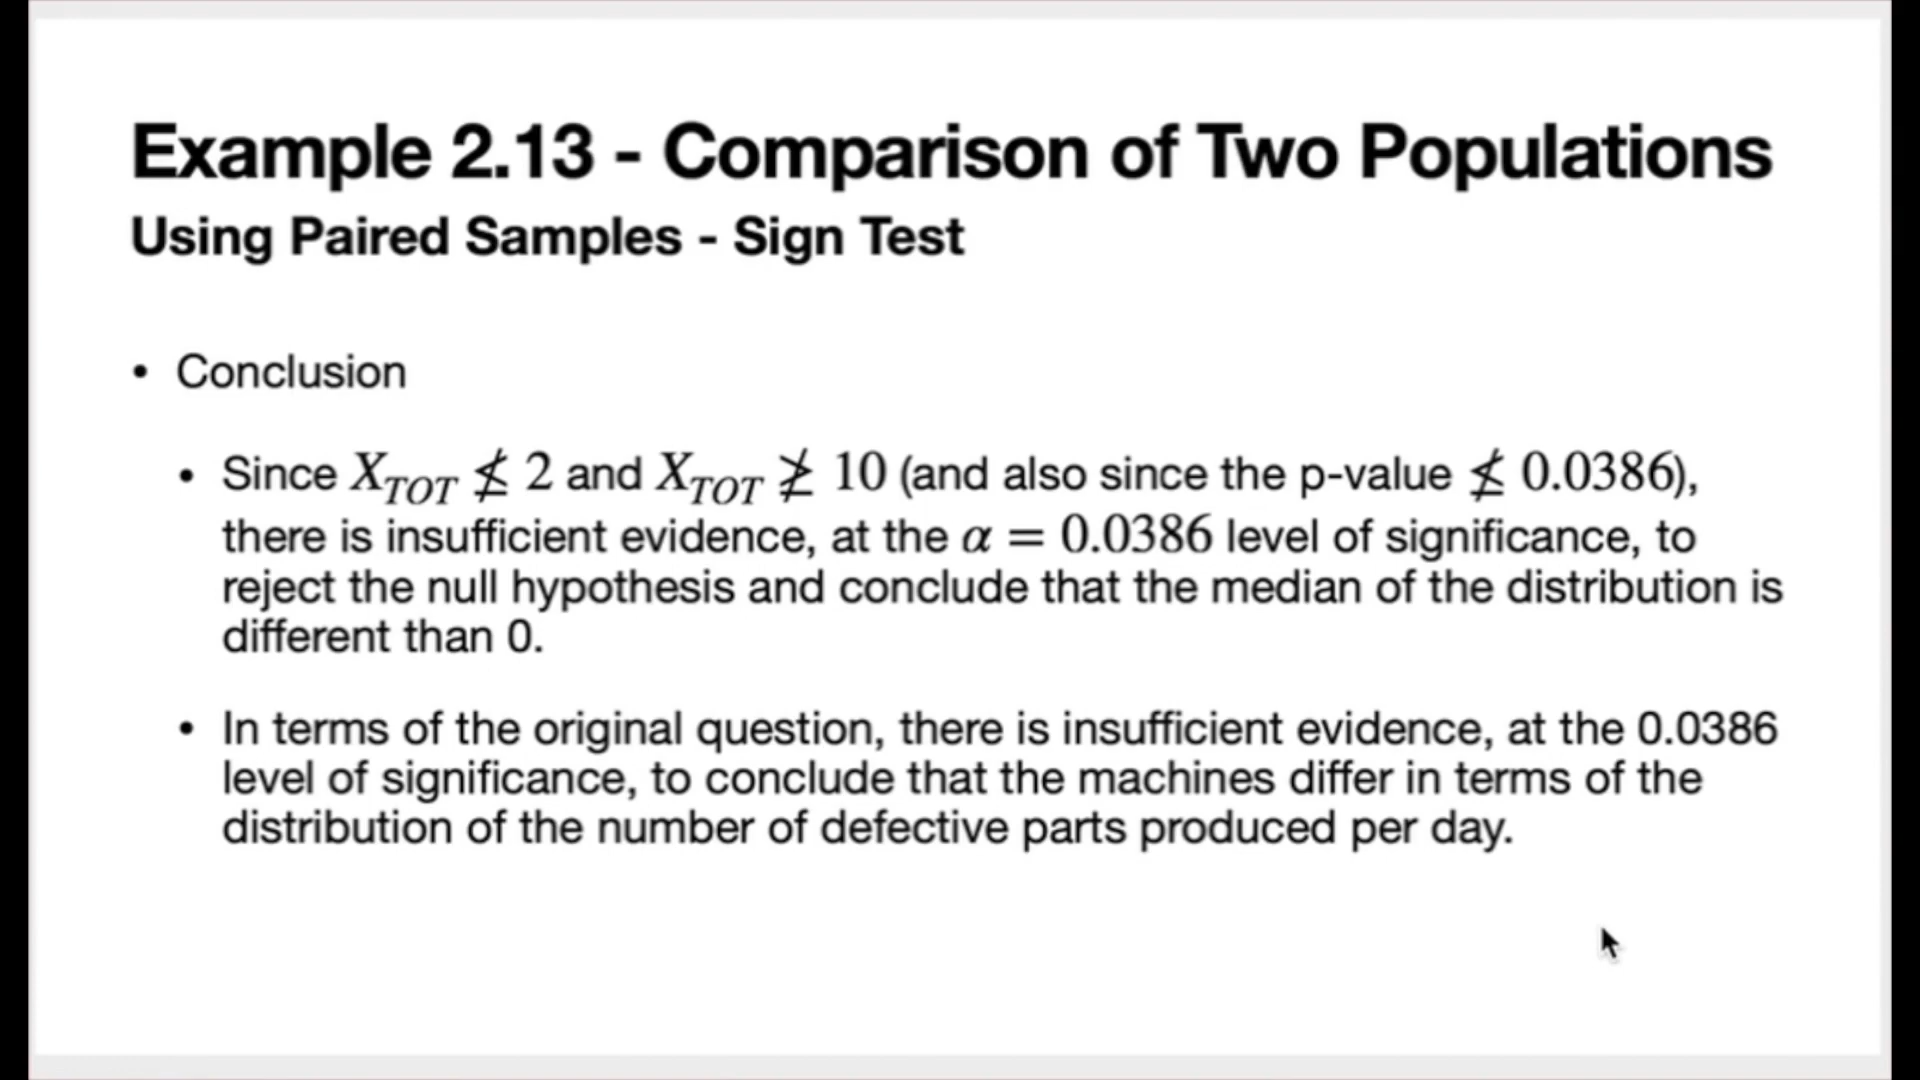 Example 2.13 - Comparison of Two Populations
Using Paired Samples - Sign Test
• Conclusion
• Since X_TOT ≰ 2 and X_TOT ≱ 10 (and also since the p-value ≰ 0.0386),
there is insufficient evidence, at the α = 0.0386 level of significance, to
reject the null hypothesis and conclude that the median of the distribution is
different than 0.
• In terms of the original question, there is insufficient evidence, at the 0.0386
level of significance, to conclude that the machines differ in terms of the
distribution of the number of defective parts produced per day.